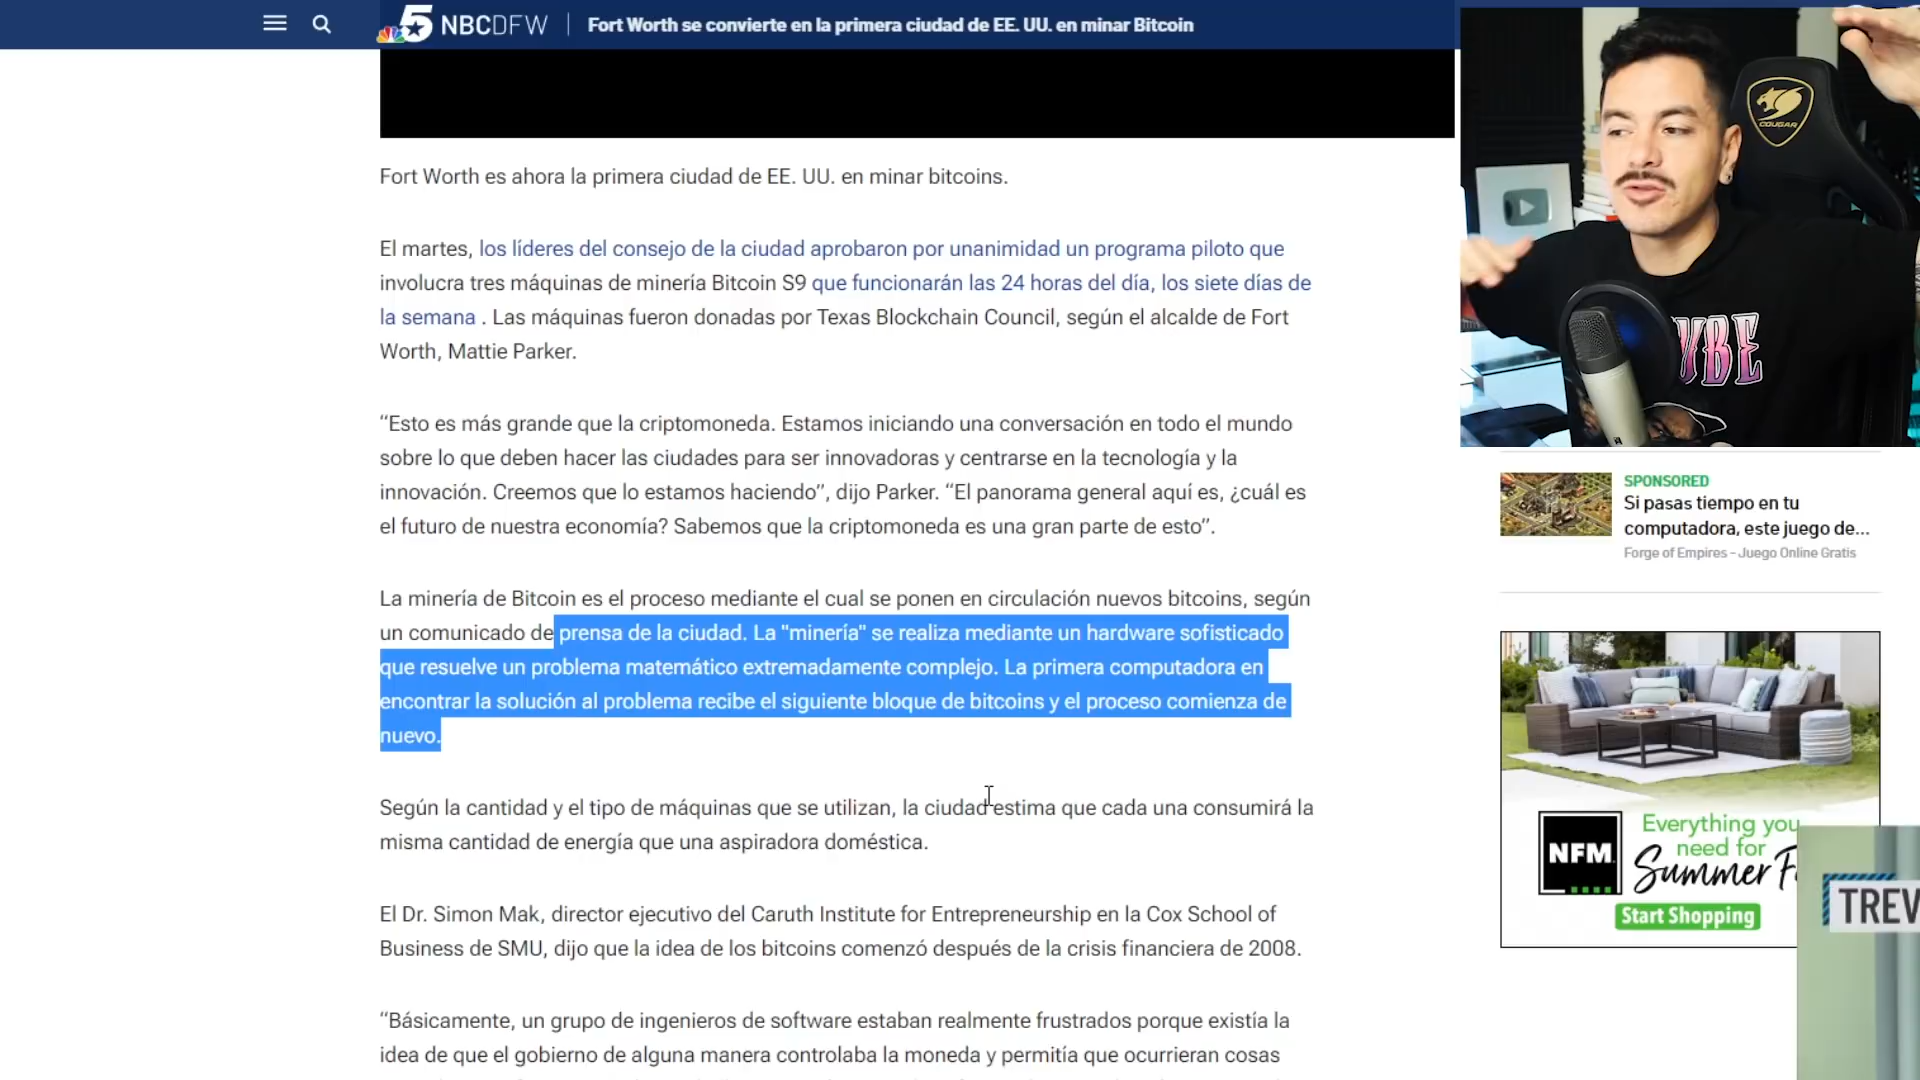 5 NBCDFW
Fort Worth se convierte en la primera ciudad de EE. UU. en minar Bitcoin
Fort Worth es ahora la primera ciudad de EE. UU. en minar bitcoins.
El martes, los líderes del consejo de la ciudad aprobaron por unanimidad un programa piloto que
involucra tres máquinas de minería Bitcoin S9 que funcionarán las 24 horas del día, los siete días de
la semana . Las máquinas fueron donadas por Texas Blockchain Council, según el alcalde de Fort
Worth, Mattie Parker.
“Esto es más grande que la criptomoneda. Estamos iniciando una conversación en todo el mundo
sobre lo que deben hacer las ciudades para ser innovadoras y centrarse en la tecnología y la
innovación. Creemos que lo estamos haciendo”, dijo Parker. “El panorama general aquí es, ¿cuál es
el futuro de nuestra economía? Sabemos que la criptomoneda es una gran parte de esto”.
La minería de Bitcoin es el proceso mediante el cual se ponen en circulación nuevos bitcoins, según
un comunicado de prensa de la ciudad. La "minería" se realiza mediante un hardware sofisticado
que resuelve un problema matemático extremadamente complejo. La primera computadora en
encontrar la solución al problema recibe el siguiente bloque de bitcoins y el proceso comienza de
nuevo.
Según la cantidad y el tipo de máquinas que se utilizan, la ciudad estima que cada una consumirá la
misma cantidad de energía que una aspiradora doméstica.
El Dr. Simon Mak, director ejecutivo del Caruth Institute for Entrepreneurship en la Cox School of
Business de SMU, dijo que la idea de los bitcoins comenzó después de la crisis financiera de 2008.
“Básicamente, un grupo de ingenieros de software estaban realmente frustrados porque existía la
idea de que el gobierno de alguna manera controlaba la moneda y permitía que ocurrieran cosas
COUGAR
UBE
SPONSORED
Si pasas tiempo en tu
computadora, este juego de...
Forge of Empires – Juego Online Gratis
NFM
Everything you
need for
Summer F
Start Shopping
TREV